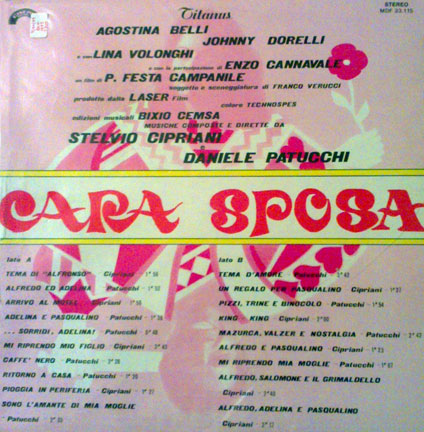 Titanus
STEREO
MDF 33.115
AGOSTINA BELLI
JOHNNY DORELLI
e con LINA VOLONGHI
e con la partecipazione di ENZO CANNAVALE
un film di P. FESTA CAMPANILE
soggetto e sceneggiatura di FRANCO VERUCCI
prodotto dalla LASER Film
colore TECHNOSPES
edizioni musicali BIXIO CEMSA
MUSICHE COMPOSTE E DIRETTE DA
STELVIO CIPRIANI
e
DANIELE PATUCCHI
CARA SPOSA
lato A
TEMA DI "ALFRONSO" Cipriani
ALFREDO ED ADELINA Patucchi
ARRIVO AL Cipriani
ADELINA E PASQUALINO Patucchi
... SORRIDI, ADELINA! Patucchi
MI RIPRENDO MIO FIGLIO Cipriani
CAFFE' NERO Patucchi
RITORNO A CASA Patucchi
PIOGGIA IN PERIFERIA Cipriani
SONO L'AMANTE DI MIA MOGLIE
Patucchi
lato B
TEMA D'AMORE Patucchi
UN REGALO PER PASQUALINO Cipriani
PIZZI, TRINE E BINOCOLO Patucchi
KING KING Cipriani
MAZURCA, VALZER E NOSTALGIA Patucchi
ALFREDO E PASQUALINO Cipriani
MI RIPRENDO MIA MOGLIE Patucchi
ALFREDO, SALOMONE E IL GRIMALDELLO
Cipriani
ALFREDO, ADELINA E PASQUALINO
Cipriani